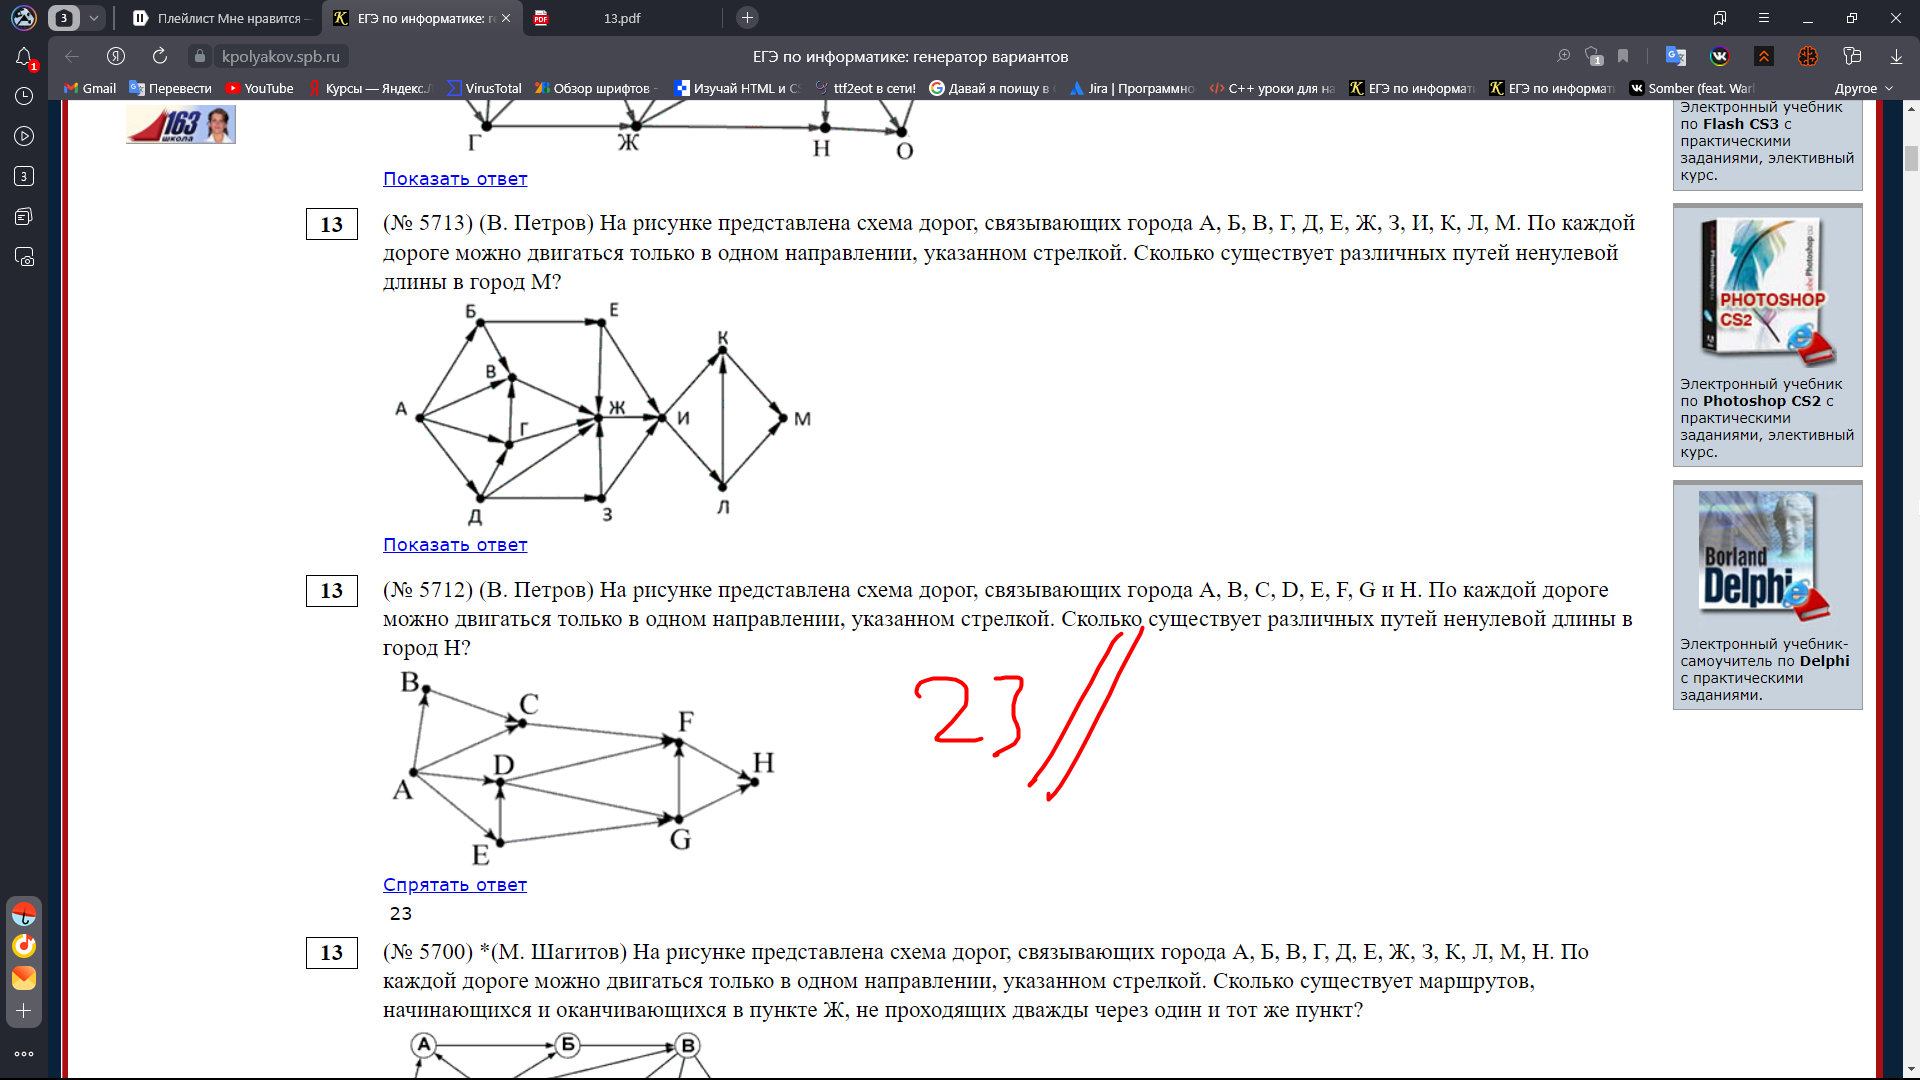 3
Плейлист Мне нравится —
ЕГЭ по информатике: ге
13.pdf
1
Я
kpolyakov.spb.ru
ЕГЭ по информатике: генератор вариантов
1
Gmail
Перевести
YouTube
Курсы — Яндекс.Л
VirusTotal
Обзор шрифтов -
Изучай HTML и CS
ttf2eot в сети!
Давай я поищу в
Jira | Программно
C++ уроки для на
ЕГЭ по информати
ЕГЭ по информати
Somber (feat. Warl
Другое
3
163
школа
Г
Ж
Н
О
Показать ответ
13
(№ 5713) (В. Петров) На рисунке представлена схема дорог, связывающих города А, Б, В, Г, Д, Е, Ж, З, И, К, Л, М. По каждой
дороге можно двигаться только в одном направлении, указанном стрелкой. Сколько существует различных путей ненулевой
длины в город М?
Б
Е
К
В
А
Ж
И
М
Г
Д
З
Л
Показать ответ
13
(№ 5712) (В. Петров) На рисунке представлена схема дорог, связывающих города A, B, C, D, E, F, G и H. По каждой дороге
можно двигаться только в одном направлении, указанном стрелкой. Сколько существует различных путей ненулевой длины в
город H?
B
C
F
D
H
A
G
E
23
Спрятать ответ
23
13
(№ 5700) *(М. Шагитов) На рисунке представлена схема дорог, связывающих города А, Б, В, Г, Д, Е, Ж, З, К, Л, М, Н. По
каждой дороге можно двигаться только в одном направлении, указанном стрелкой. Сколько существует маршрутов,
начинающихся и оканчивающихся в пункте Ж, не проходящих дважды через один и тот же пункт?
А
Б
В
Электронный учебник
по Flash CS3 с
практическими
заданиями, элективный
курс.
PHOTOSHOP
CS2
Электронный учебник
по Photoshop CS2 с
практическими
заданиями, элективный
курс.
Borland
Delphi
Электронный учебник-
самоучитель по Delphi
с практическими
заданиями.